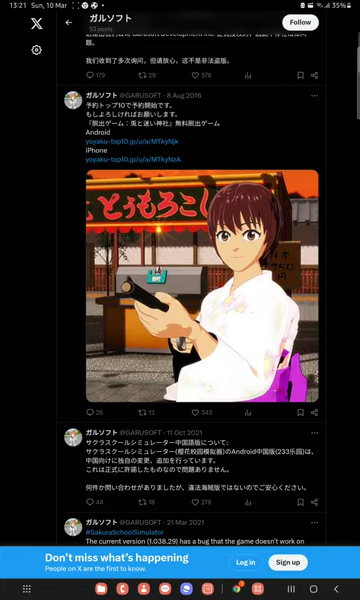 13:21 Sun, 10 Mar
35%
ガルソフト
53 posts
Follow
題。
我们收到了多次询问，但请放心，这不是非法盗版。
179 29 578
ガルソフト @GARUSOFT · 8 Aug 2016
予約トップ10で予約開始です。
もしよろしければお願いします。
『脱出ゲーム：兎と迷い神社』無料脱出ゲーム
Android
yoyaku-top10.jp/u/a/MTkyNjk
iPhone
yoyaku-top10.jp/u/a/MTkyNzA
とうもろこし
26 13 343
ガルソフト @GARUSOFT · 11 Oct 2021
サクラスクールシミュレーター中国語版について:
サクラスクールシミュレーター(樱花校园模拟器)のAndroid中国版(233乐园)は、
中国向けに独自の変更、追加を行っています。
これは正式に許諾したものなので問題ありません。
何件か問い合わせがありましたが、違法海賊版ではないのでご安心ください。
44 18 278
ガルソフト @GARUSOFT · 21 Mar 2021
#SakuraSchoolSimulator
The current version (1.038.29) has a bug that the game doesn't work on
Don't miss what's happening
People on X are the first to know.
Log in
Sign up